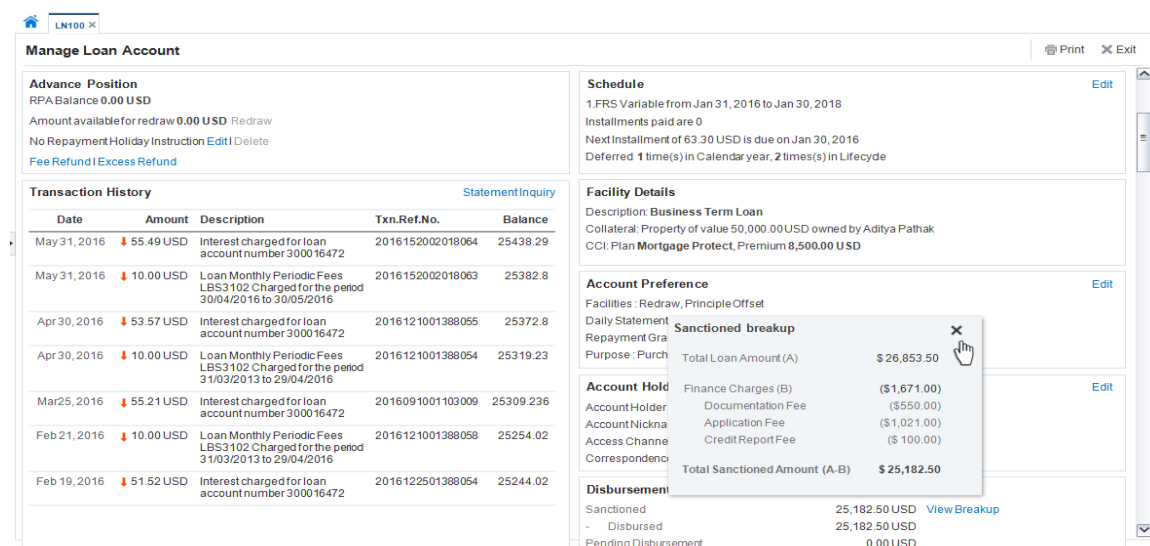 LN100 ×
Manage Loan Account
Print
Exit
Advance Position
RPA Balance 0.00 USD
Amount available for redraw 0.00 USD Redraw
No Repayment Holiday Instruction Edit | Delete
Fee Refund | Excess Refund
Transaction History
Statement Inquiry
Date Amount Description Txn.Ref.No. Balance
May 31, 2016 55.49 USD Interest charged for loan 2016152002018064 25438.29
account number 300016472
May 31, 2016 10.00 USD Loan Monthly Periodic Fees 2016152002018063 25382.8
LBS3102 Charged for the period
30/04/2016 to 30/05/2016
Apr 30, 2016 53.57 USD Interest charged for loan 2016121001388055 25372.8
account number 300016472
Apr 30, 2016 10.00 USD Loan Monthly Periodic Fees 2016121001388054 25319.23
LBS3102 Charged for the period
31/03/2013 to 29/04/2016
Mar25, 2016 55.21 USD Interest charged for loan 2016091001103009 25309.236
account number 300016472
Feb 21, 2016 10.00 USD Loan Monthly Periodic Fees 2016121001388058 25254.02
LBS3102 Charged for the period
31/03/2013 to 29/04/2016
Feb 19, 2016 51.52 USD Interest charged for loan 2016122501388054 25244.02
account number 300016472
Schedule
Edit
1.FRS Variable from Jan 31, 2016 to Jan 30, 2018
Installments paid are 0
Next Installment of 63.30 USD is due on Jan 30, 2016
Deferred 1 time(s) in Calendar year, 2 times(s) in Lifecycle
Facility Details
Description: Business Term Loan
Collateral: Property of value 50,000.00 USD owned by Aditya Pathak
CCI: Plan Mortgage Protect, Premium 8,500.00 USD
Account Preference
Edit
Facilities : Redraw, Principle Offset
Daily Statement
Repayment Gra
Purpose : Purch
Account Hold
Edit
Account Holder
Account Nickna
Access Channe
Correspondenc
Sanctioned breakup
Total Loan Amount (A) $ 26,853.50
Finance Charges (B) ($1,671.00)
Documentation Fee ($550.00)
Application Fee ($1,021.00)
Credit Report Fee ($ 100.00)
Total Sanctioned Amount (A-B) $ 25,182.50
Disbursement
Sanctioned 25,182.50 USD View Breakup
- Disbursed 25,182.50 USD
Pending Disbursement 0.00 USD